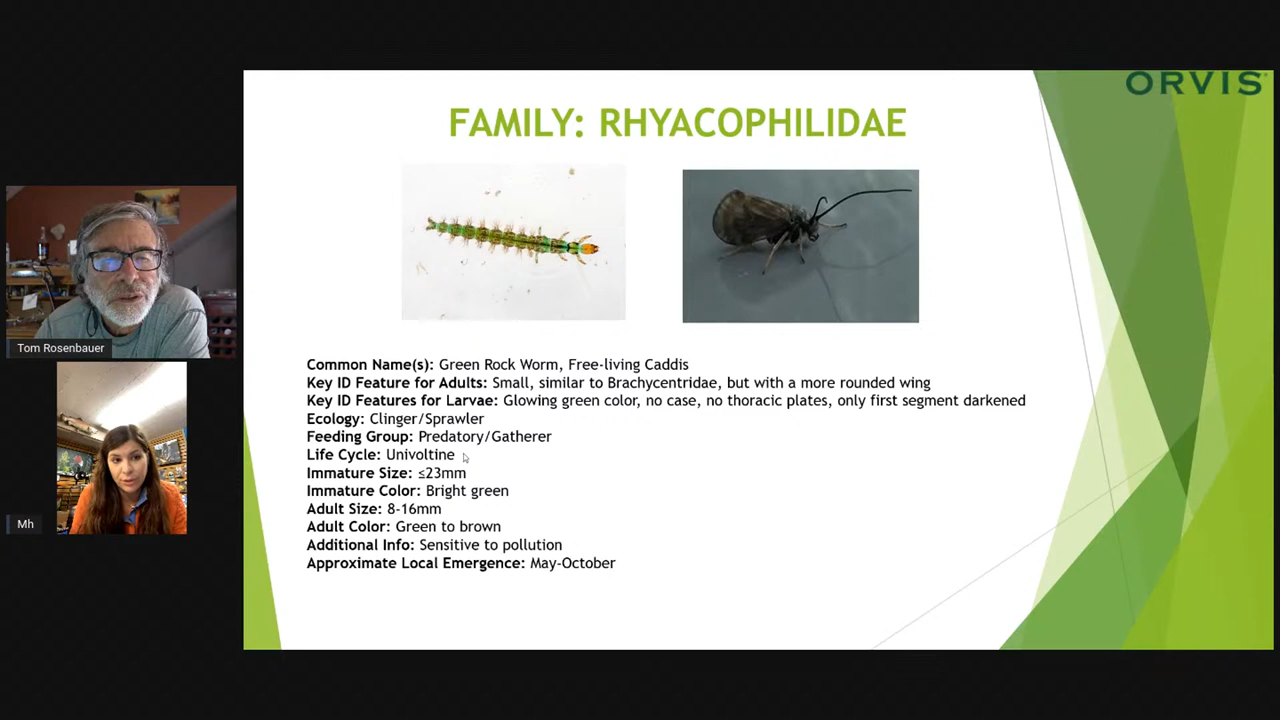 ORVIS
FAMILY: RHYACOPHILIDAE
Tom Rosenbauer
Mh
Common Name(s): Green Rock Worm, Free-living Caddis
Key ID Feature for Adults: Small, similar to Brachycentridae, but with a more rounded wing
Key ID Features for Larvae: Glowing green color, no case, no thoracic plates, only first segment darkened
Ecology: Clinger/Sprawler
Feeding Group: Predatory/Gatherer
Life Cycle: Univoltine
Immature Size: ≤23mm
Immature Color: Bright green
Adult Size: 8-16mm
Adult Color: Green to brown
Additional Info: Sensitive to pollution
Approximate Local Emergence: May-October